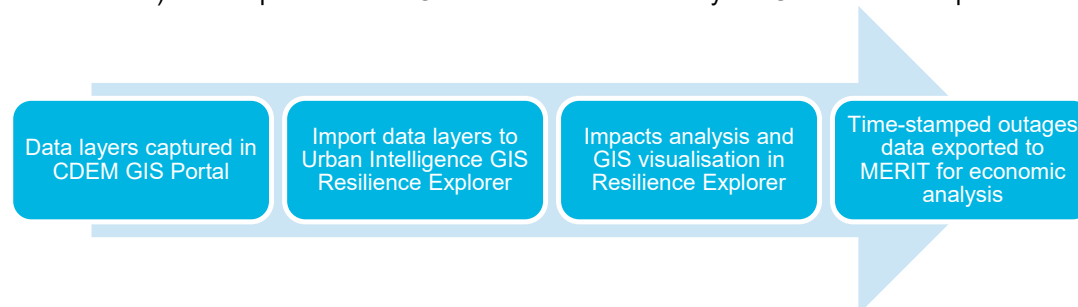 Data layers captured in
CDEM GIS Portal
Import data layers to
Urban Intelligence GIS
Resilience Explorer
Impacts analysis and
GIS visualisation in
Resilience Explorer
Time-stamped outages
data exported to
MERIT for economic
analysis